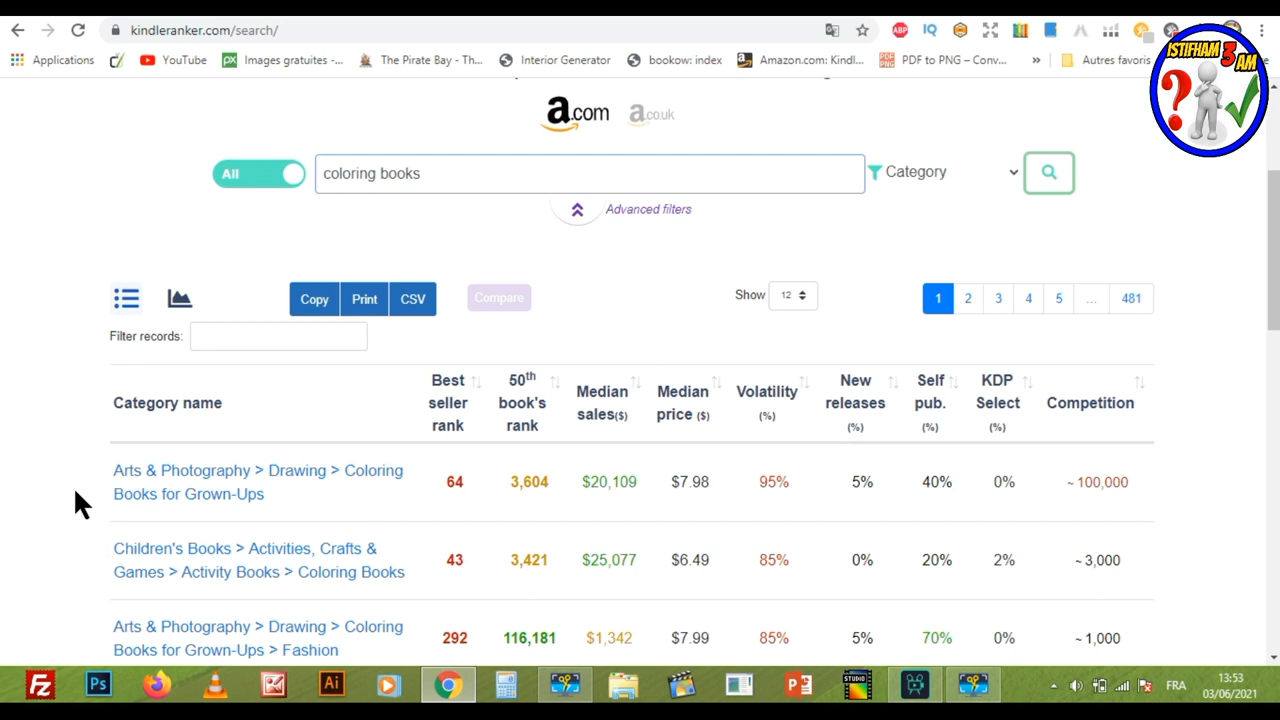 kindleranker.com/search/
Applications YouTube Images gratuites -... The Pirate Bay - Th... Interior Generator bookow: index Amazon.com: Kindl... PDF to PNG – Conv... » Autres favoris
ISTIFHAM 3 AM
a.com a.co.uk
All coloring books Category
Advanced filters
Copy Print CSV Compare Show 12 1 2 3 4 5 ... 481
Filter records:
Category name Best seller rank 50th book's rank Median sales($) Median price ($) Volatility (%) New releases (%) Self pub. (%) KDP Select (%) Competition
Arts & Photography > Drawing > Coloring
Books for Grown-Ups 64 3,604 $20,109 $7.98 95% 5% 40% 0% ~ 100,000
Children's Books > Activities, Crafts &
Games > Activity Books > Coloring Books 43 3,421 $25,077 $6.49 85% 0% 20% 2% ~ 3,000
Arts & Photography > Drawing > Coloring
Books for Grown-Ups > Fashion 292 116,181 $1,342 $7.99 85% 5% 70% 0% ~ 1,000
Fz Ps Ai STUDIO FRA 13:53
03/06/2021